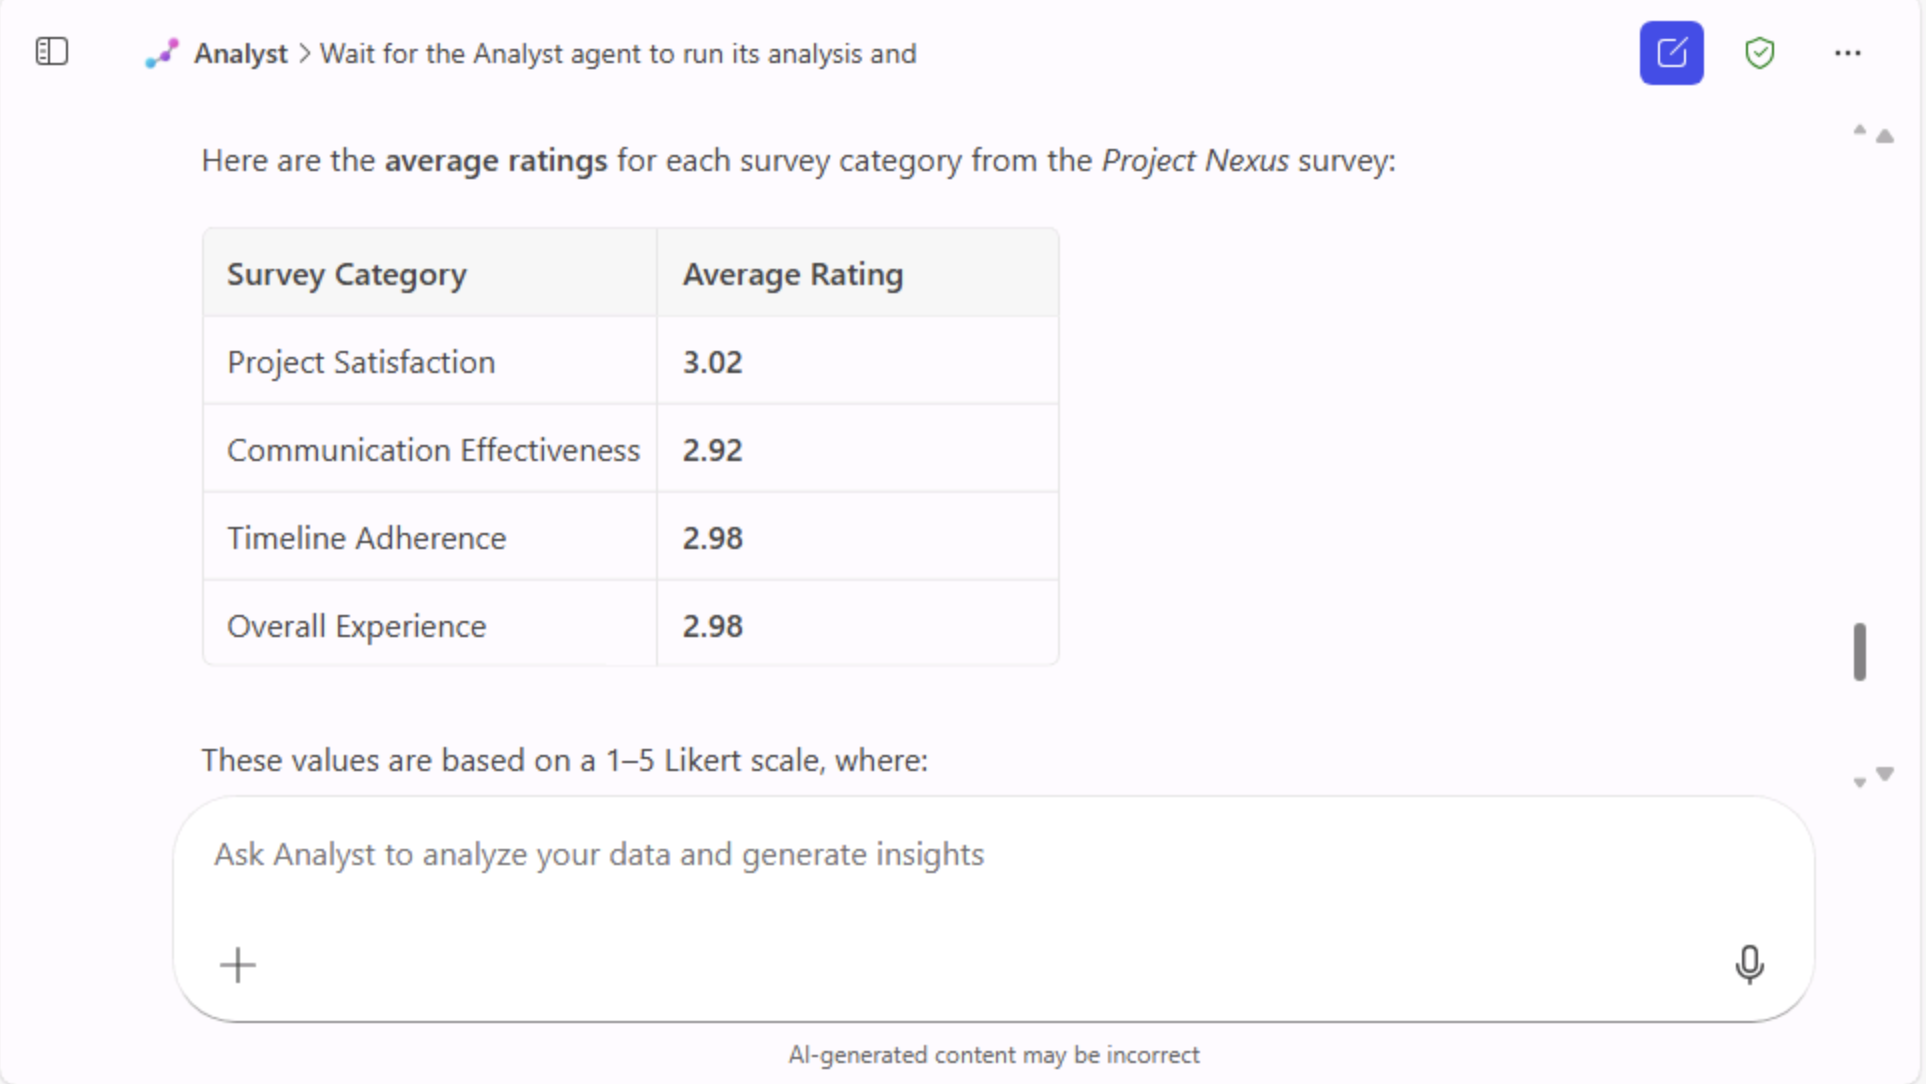 Analyst > Wait for the Analyst agent to run its analysis and
Here are the average ratings for each survey category from the Project Nexus survey:
Survey Category Average Rating
Project Satisfaction 3.02
Communication Effectiveness 2.92
Timeline Adherence 2.98
Overall Experience 2.98
These values are based on a 1–5 Likert scale, where:
Ask Analyst to analyze your data and generate insights
AI-generated content may be incorrect